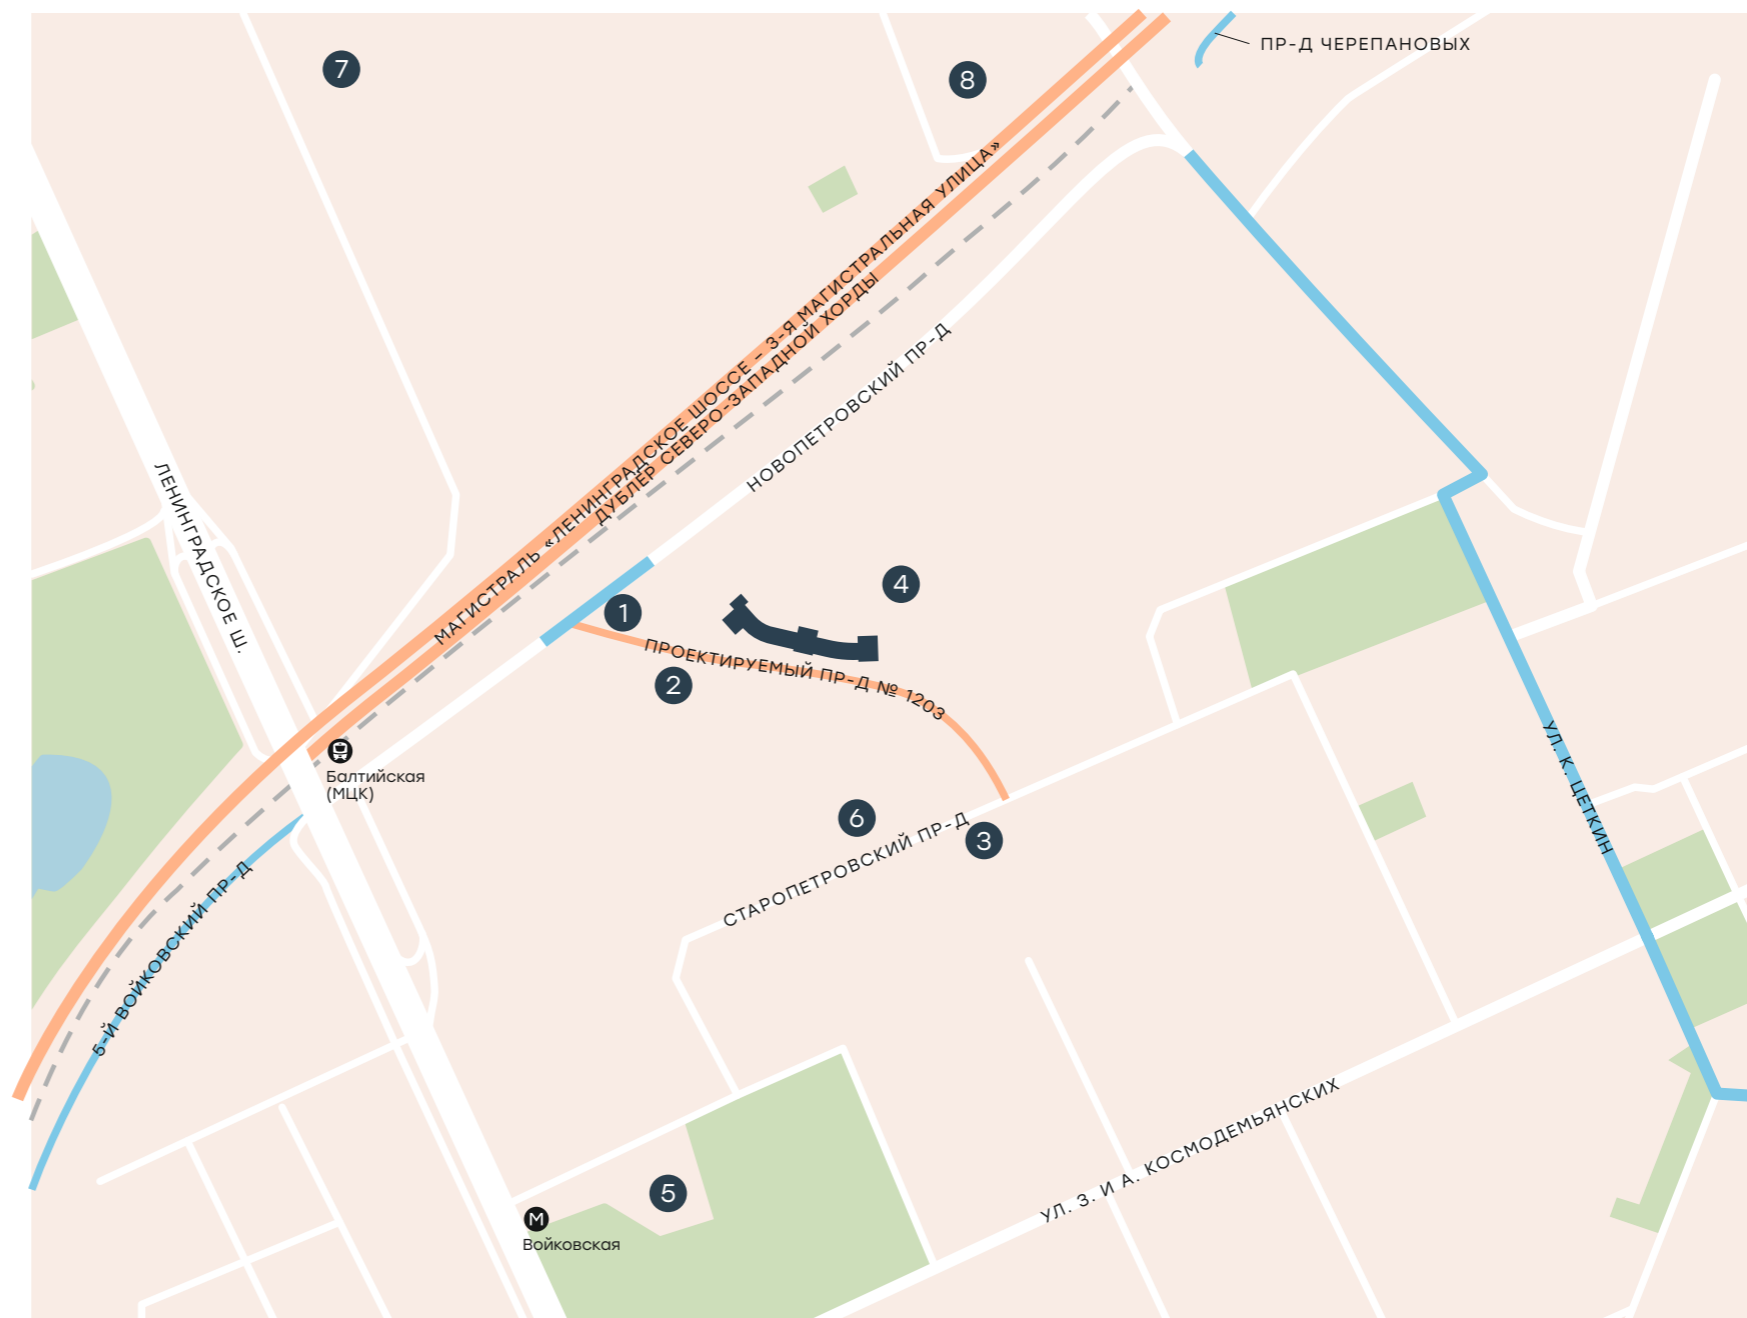 7
8
ПР-Д ЧЕРЕПАНОВЫХ
МАГИСТРАЛЬ «ЛЕНИНГРАДСКОЕ ШОССЕ – 3-Я МАГИСТРАЛЬНАЯ УЛИЦА»
ДУБЛЕР СЕВЕРО-ЗАПАДНОЙ ХОРДЫ
НОВОПЕТРОВСКИЙ ПР-Д
ЛЕНИНГРАДСКОЕ Ш.
4
1
ПРОЕКТИРУЕМЫЙ ПР-Д № 1203
2
Балтийская
(МЦК)
УЛ. К. ЦЕТКИН
6
3
СТАРОПЕТРОВСКИЙ ПР-Д
5-Й ВОЙКОВСКИЙ ПР-Д
УЛ. З. И А. КОСМОДЕМЬЯНСКИХ
5
М
Войковская